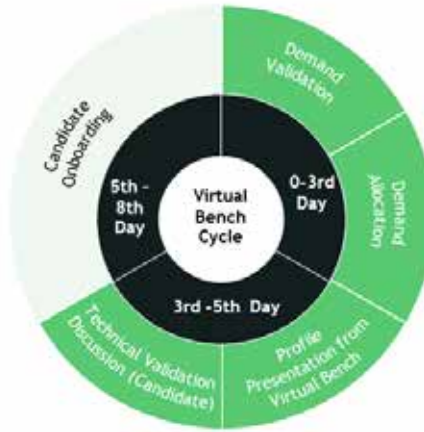 Demand
Validation
Demand
Allocation
Profile
Presentation from
Virtual Bench
Technical Validation
Discussion (Candidate)
Candidate
Onboarding
0-3rd
Day
3rd -5th Day
5th -
8th
Day
Virtual
Bench
Cycle